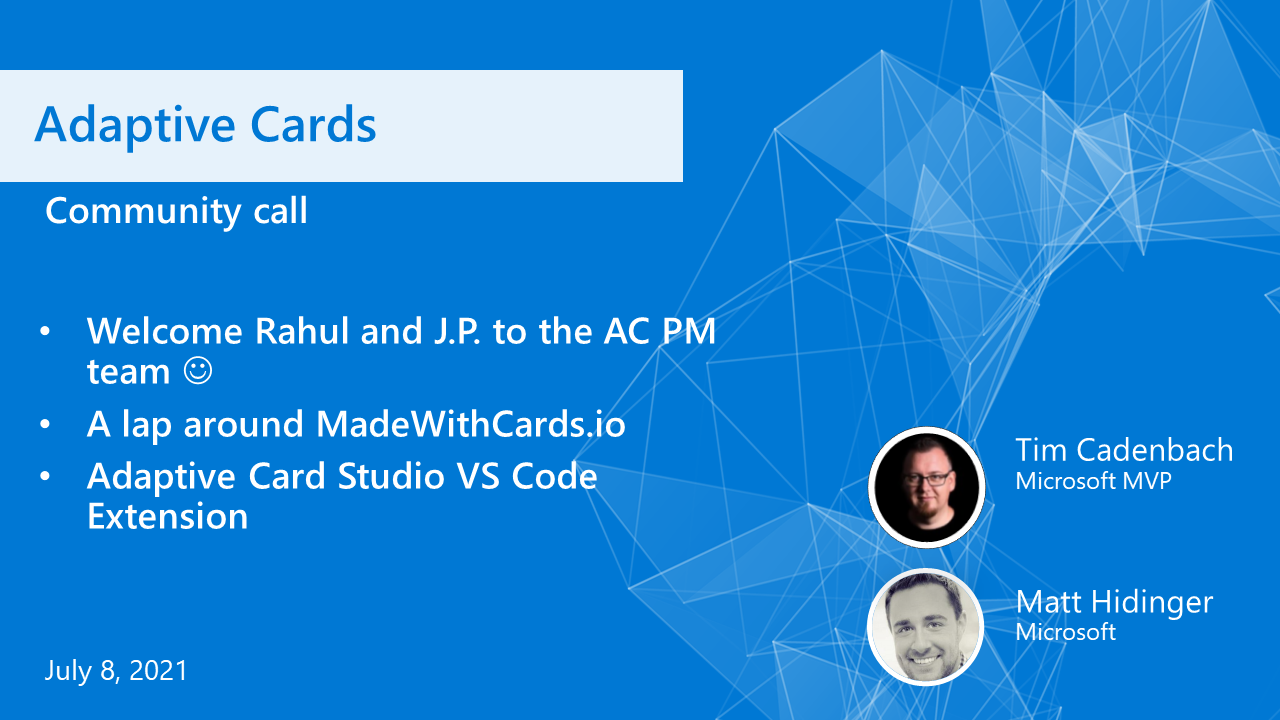 Adaptive Cards
Community call
• Welcome Rahul and J.P. to the AC PM
team ☺
• A lap around MadeWithCards.io
• Adaptive Card Studio VS Code
Extension
Tim Cadenbach
Microsoft MVP
Matt Hidinger
Microsoft
July 8, 2021